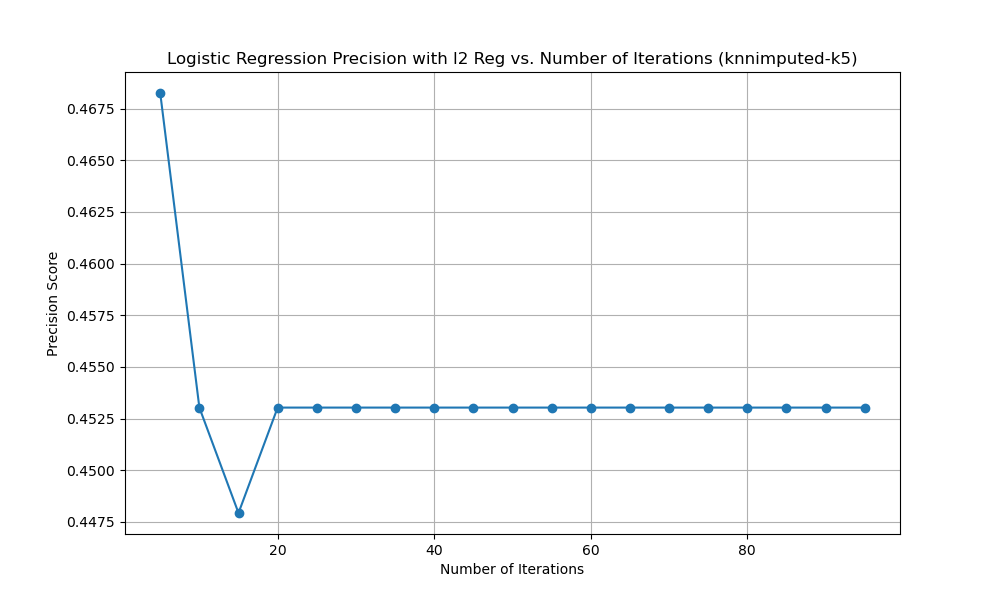 Logistic Regression Precision with l2 Reg vs. Number of Iterations (knnimputed-k5)
Precision Score
0.4675
0.4650
0.4625
0.4600
0.4575
0.4550
0.4525
0.4500
0.4475
20 40 60 80
Number of Iterations